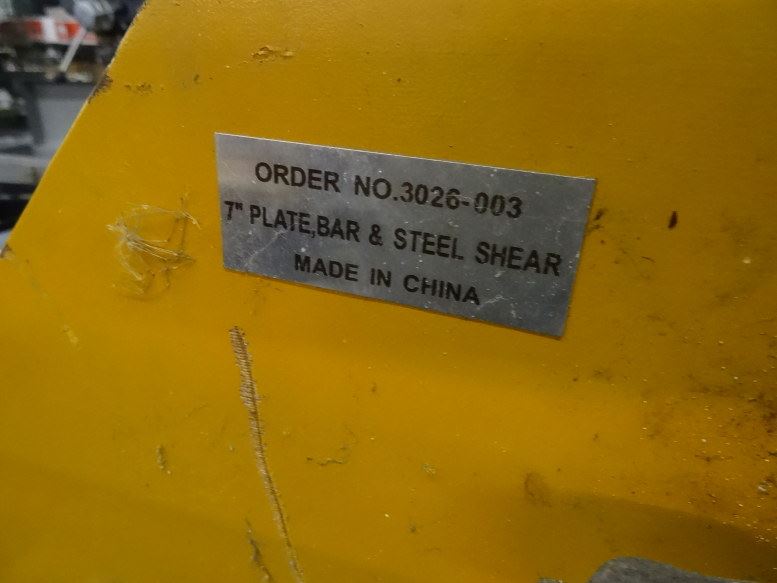 ORDER NO.3026-003
7" PLATE,BAR & STEEL SHEAR
MADE IN CHINA